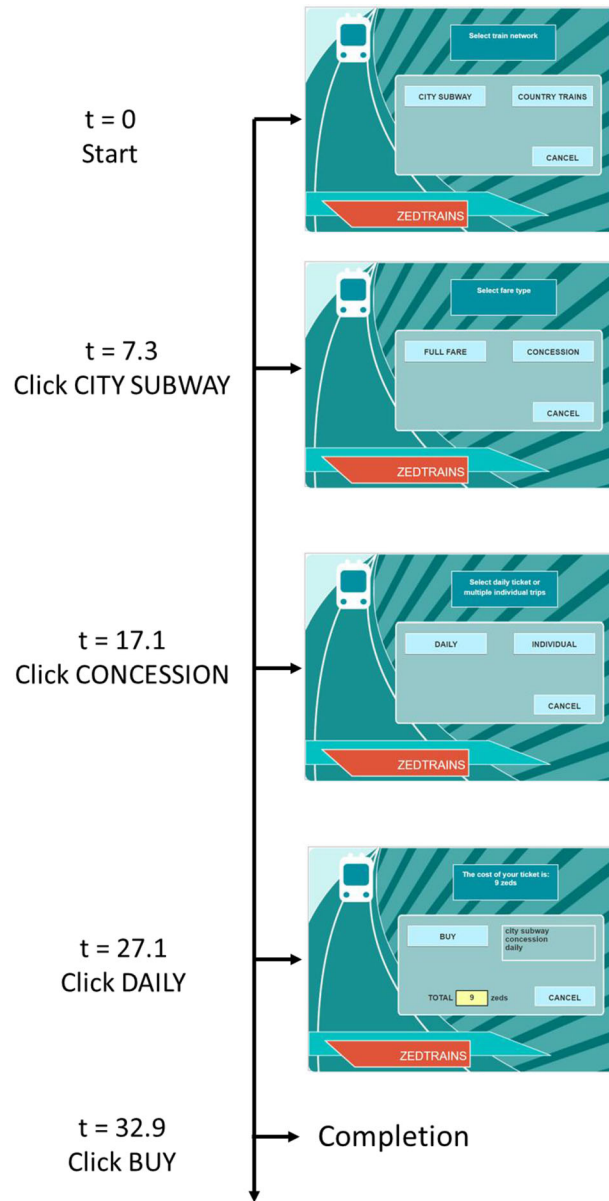 t = 0
Start
Select train network
CITY SUBWAY
COUNTRY TRAINS
CANCEL
ZEDTRAINS
t = 7.3
Click CITY SUBWAY
Select fare type
FULL FARE
CONCESSION
CANCEL
ZEDTRAINS
t = 17.1
Click CONCESSION
Select daily ticket or
multiple individual trips
DAILY
INDIVIDUAL
CANCEL
ZEDTRAINS
t = 27.1
Click DAILY
The cost of your ticket is:
9 zeds
BUY
city subway
concession
daily
TOTAL 9 zeds
CANCEL
ZEDTRAINS
t = 32.9
Click BUY
Completion